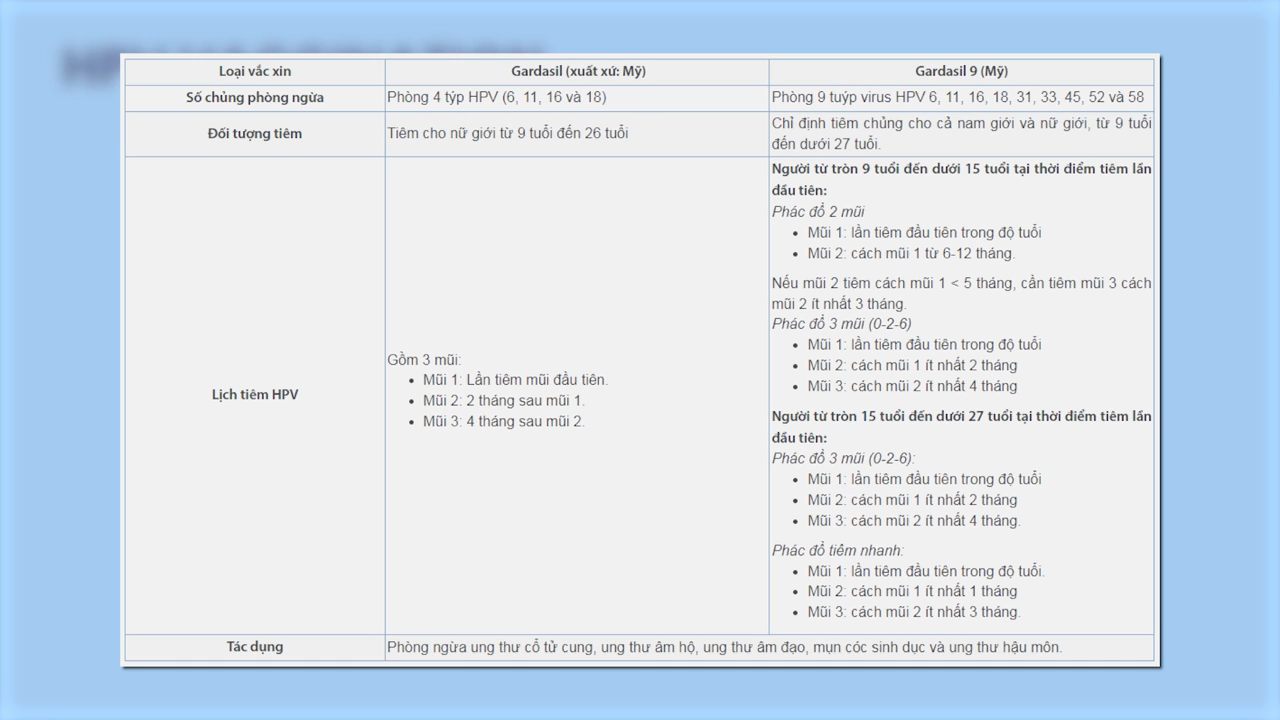 Loại vắc xin
Gardasil (xuất xứ: Mỹ)
Gardasil 9 (Mỹ)
Số chủng phòng ngừa
Phòng 4 týp HPV (6, 11, 16 và 18)
Phòng 9 tuýp virus HPV 6, 11, 16, 18, 31, 33, 45, 52 và 58
Đối tượng tiêm
Tiêm cho nữ giới từ 9 tuổi đến 26 tuổi
Chỉ định tiêm chủng cho cả nam giới và nữ giới, từ 9 tuổi
đến dưới 27 tuổi.
Lịch tiêm HPV
Gồm 3 mũi:
• Mũi 1: Lần tiêm mũi đầu tiên.
• Mũi 2: 2 tháng sau mũi 1.
• Mũi 3: 4 tháng sau mũi 2.
Người từ tròn 9 tuổi đến dưới 15 tuổi tại thời điểm tiêm lần
đầu tiên:
Phác đồ 2 mũi
• Mũi 1: lần tiêm đầu tiên trong độ tuổi
• Mũi 2: cách mũi 1 từ 6-12 tháng.
Nếu mũi 2 tiêm cách mũi 1 < 5 tháng, cần tiêm mũi 3 cách
mũi 2 ít nhất 3 tháng.
Phác đồ 3 mũi (0-2-6)
• Mũi 1: lần tiêm đầu tiên trong độ tuổi
• Mũi 2: cách mũi 1 ít nhất 2 tháng
• Mũi 3: cách mũi 2 ít nhất 4 tháng
Người từ tròn 15 tuổi đến dưới 27 tuổi tại thời điểm tiêm lần
đầu tiên:
Phác đồ 3 mũi (0-2-6):
• Mũi 1: lần tiêm đầu tiên trong độ tuổi
• Mũi 2: cách mũi 1 ít nhất 2 tháng
• Mũi 3: cách mũi 2 ít nhất 4 tháng.
Phác đồ tiêm nhanh:
• Mũi 1: lần tiêm đầu tiên trong độ tuổi.
• Mũi 2: cách mũi 1 ít nhất 1 tháng
• Mũi 3: cách mũi 2 ít nhất 3 tháng.
Tác dụng
Phòng ngừa ung thư cổ tử cung, ung thư âm hộ, ung thư âm đạo, mụn cóc sinh dục và ung thư hậu môn.